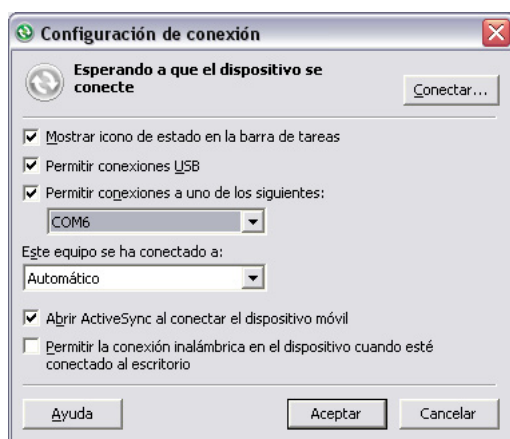 Configuración de conexión
Esperando a que el dispositivo se
conecte
Conectar...
Mostrar icono de estado en la barra de tareas
Permitir conexiones USB
Permitir conexiones a uno de los siguientes:
COM6
Este equipo se ha conectado a:
Automático
Abrir ActiveSync al conectar el dispositivo móvil
Permitir la conexión inalámbrica en el dispositivo cuando esté
conectado al escritorio
Ayuda
Aceptar
Cancelar